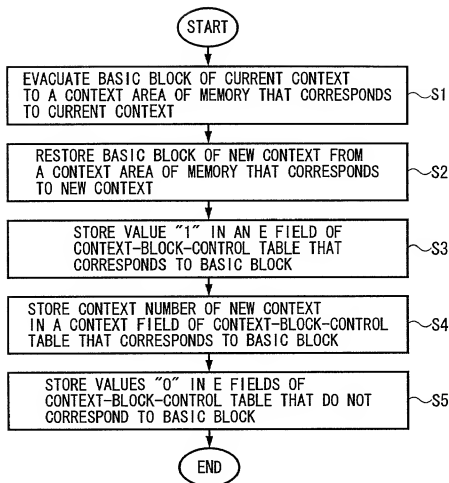 START
EVACUATE BASIC BLOCK OF CURRENT CONTEXT
TO A CONTEXT AREA OF MEMORY THAT CORRESPONDS
TO CURRENT CONTEXT
S1
RESTORE BASIC BLOCK OF NEW CONTEXT FROM
A CONTEXT AREA OF MEMORY THAT CORRESPONDS
TO NEW CONTEXT
S2
STORE VALUE "1" IN AN E FIELD OF
CONTEXT-BLOCK-CONTROL TABLE THAT
CORRESPONDS TO BASIC BLOCK
S3
STORE CONTEXT NUMBER OF NEW CONTEXT
IN A CONTEXT FIELD OF CONTEXT-BLOCK-CONTROL
TABLE THAT CORRESPONDS TO BASIC BLOCK
S4
STORE VALUES "0" IN E FIELDS OF
CONTEXT-BLOCK-CONTROL TABLE THAT DO NOT
CORRESPOND TO BASIC BLOCK
S5
END